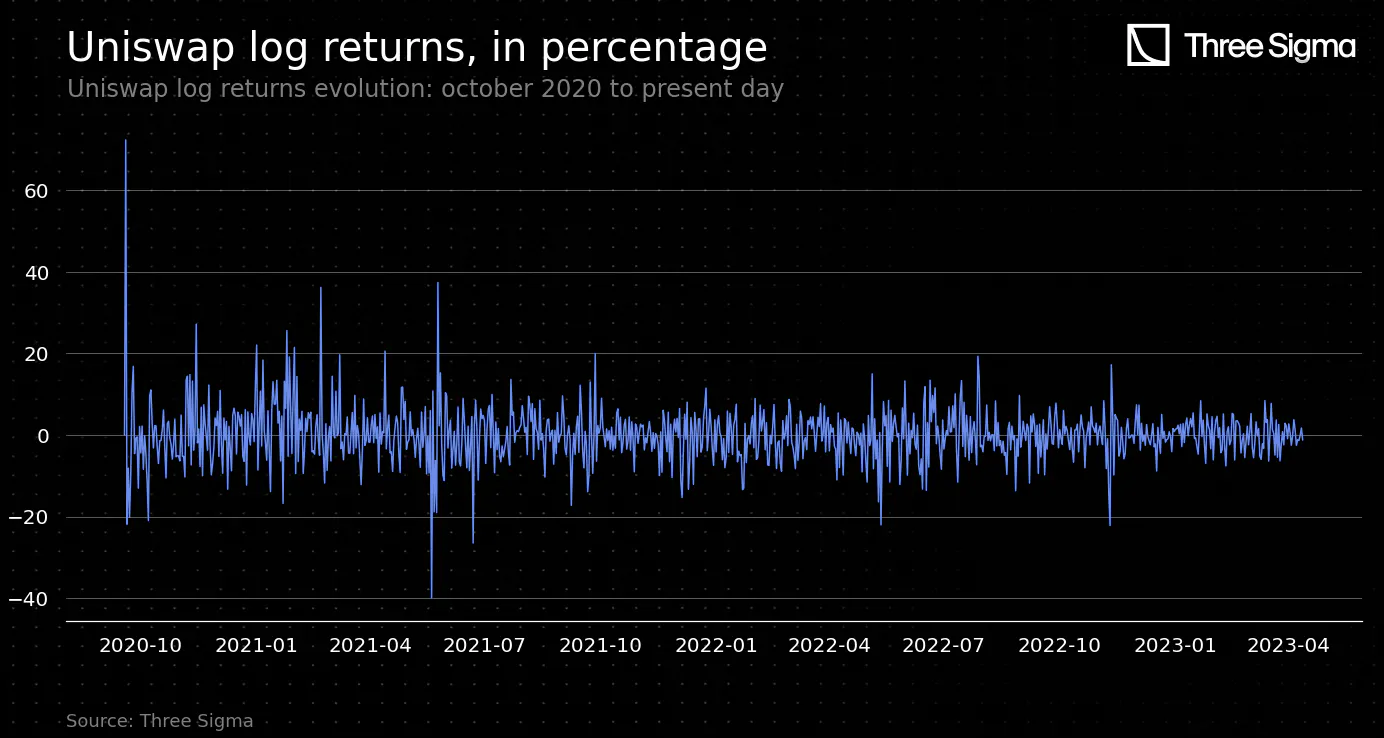 Uniswap log returns, in percentage
Three Sigma
Uniswap log returns evolution: october 2020 to present day
60
40
20
0
−20
−40
2020-10 2021-01 2021-04 2021-07 2021-10 2022-01 2022-04 2022-07 2022-10 2023-01 2023-04
Source: Three Sigma